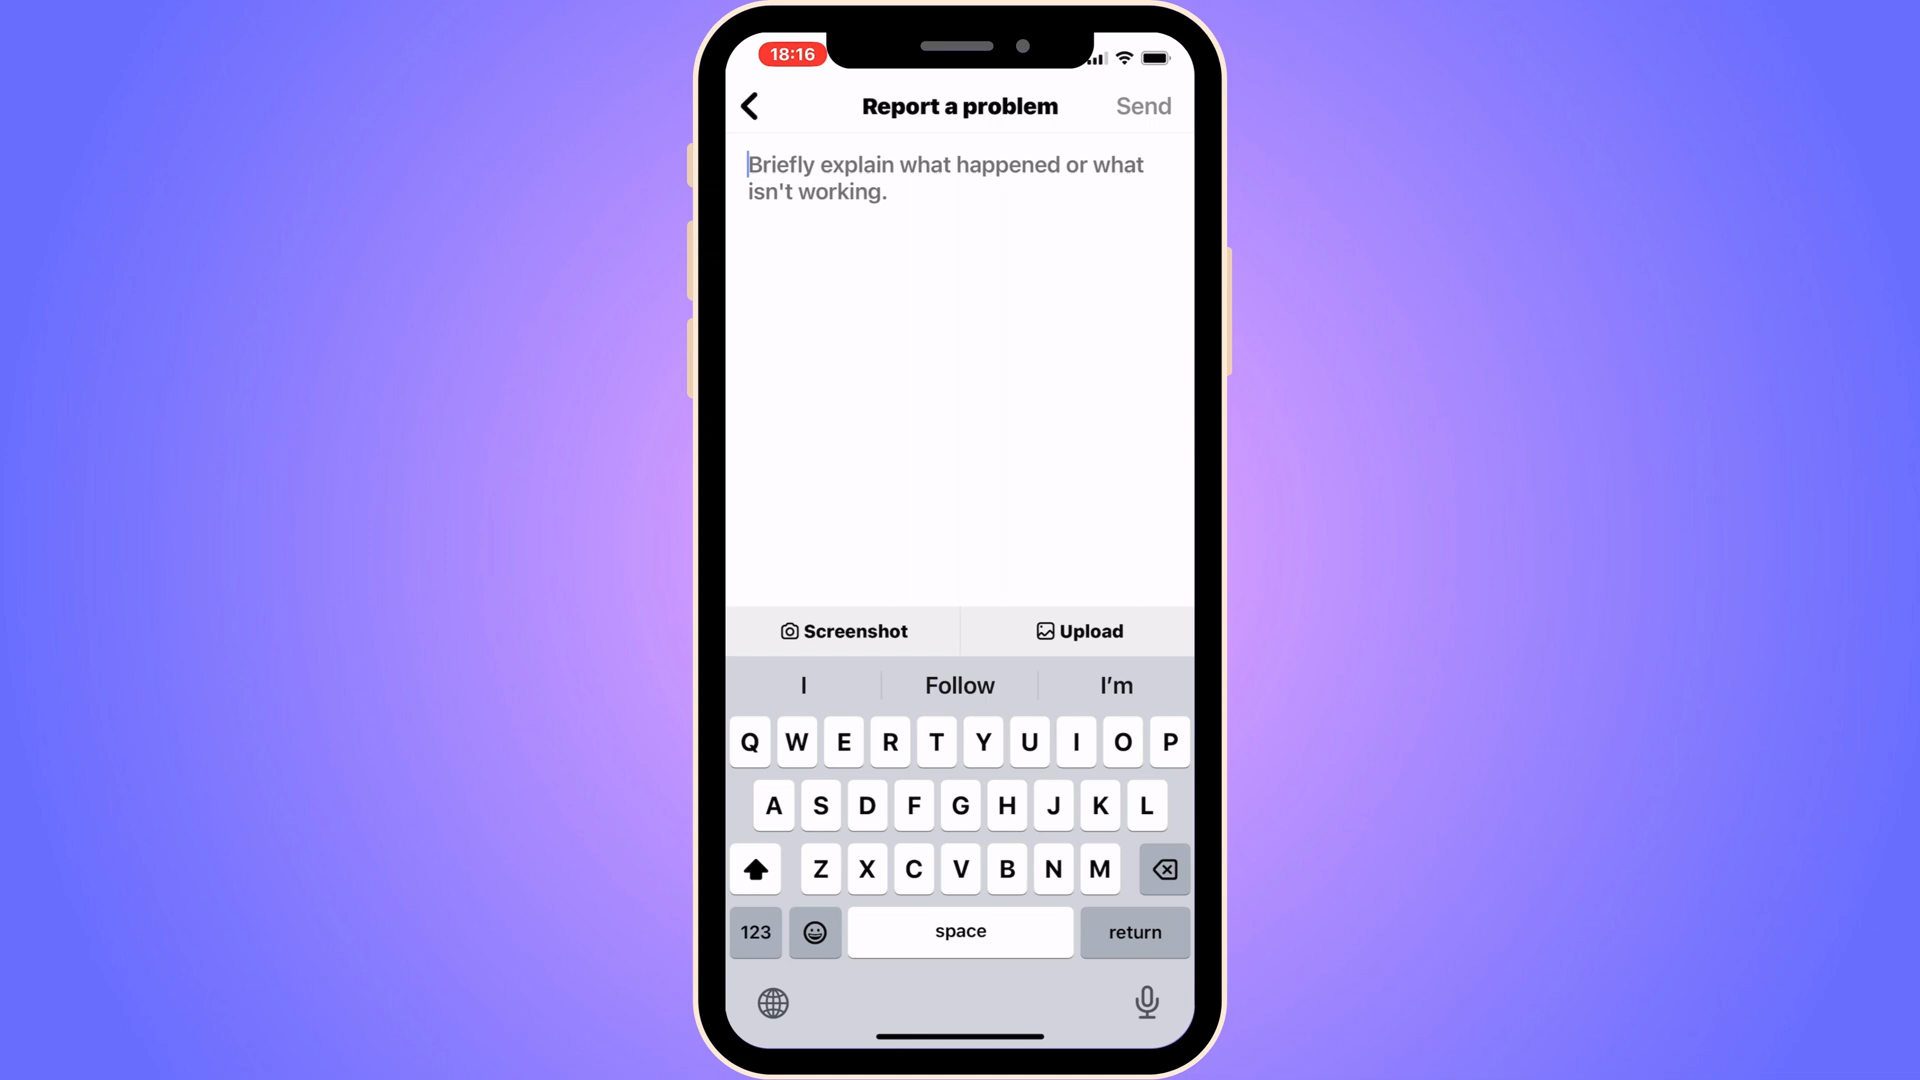 18:16
Report a problem
Send
Briefly explain what happened or what
isn't working.
Screenshot
Upload
I
Follow
I’m
Q W E R T Y U I O P
A S D F G H J K L
Z X C V B N M
123
space
return